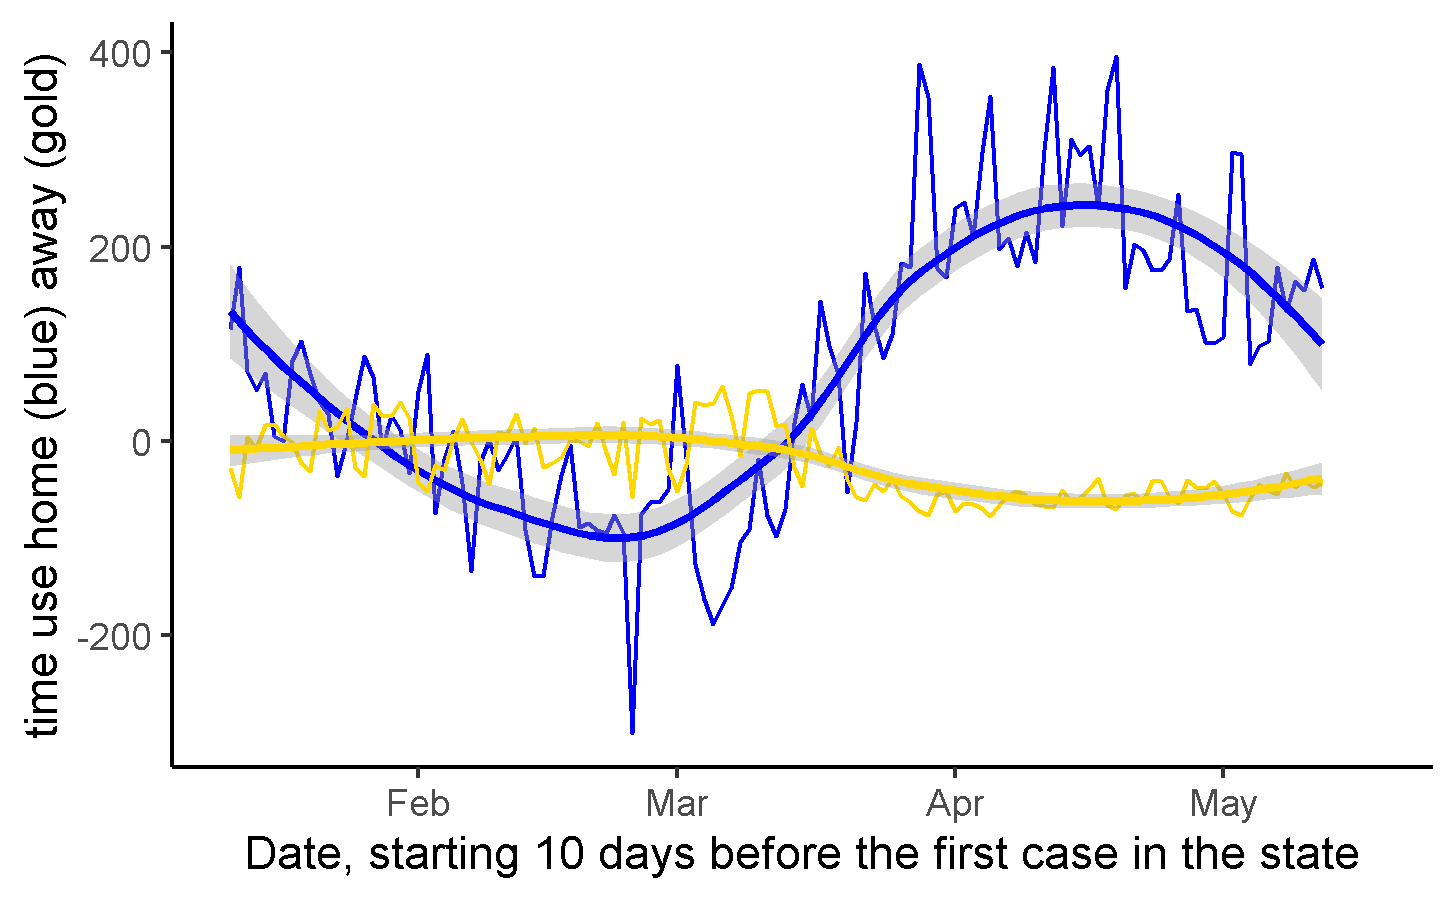 time use home (blue) away (gold)
400
200
0
-200
Feb Mar Apr May
Date, starting 10 days before the first case in the state